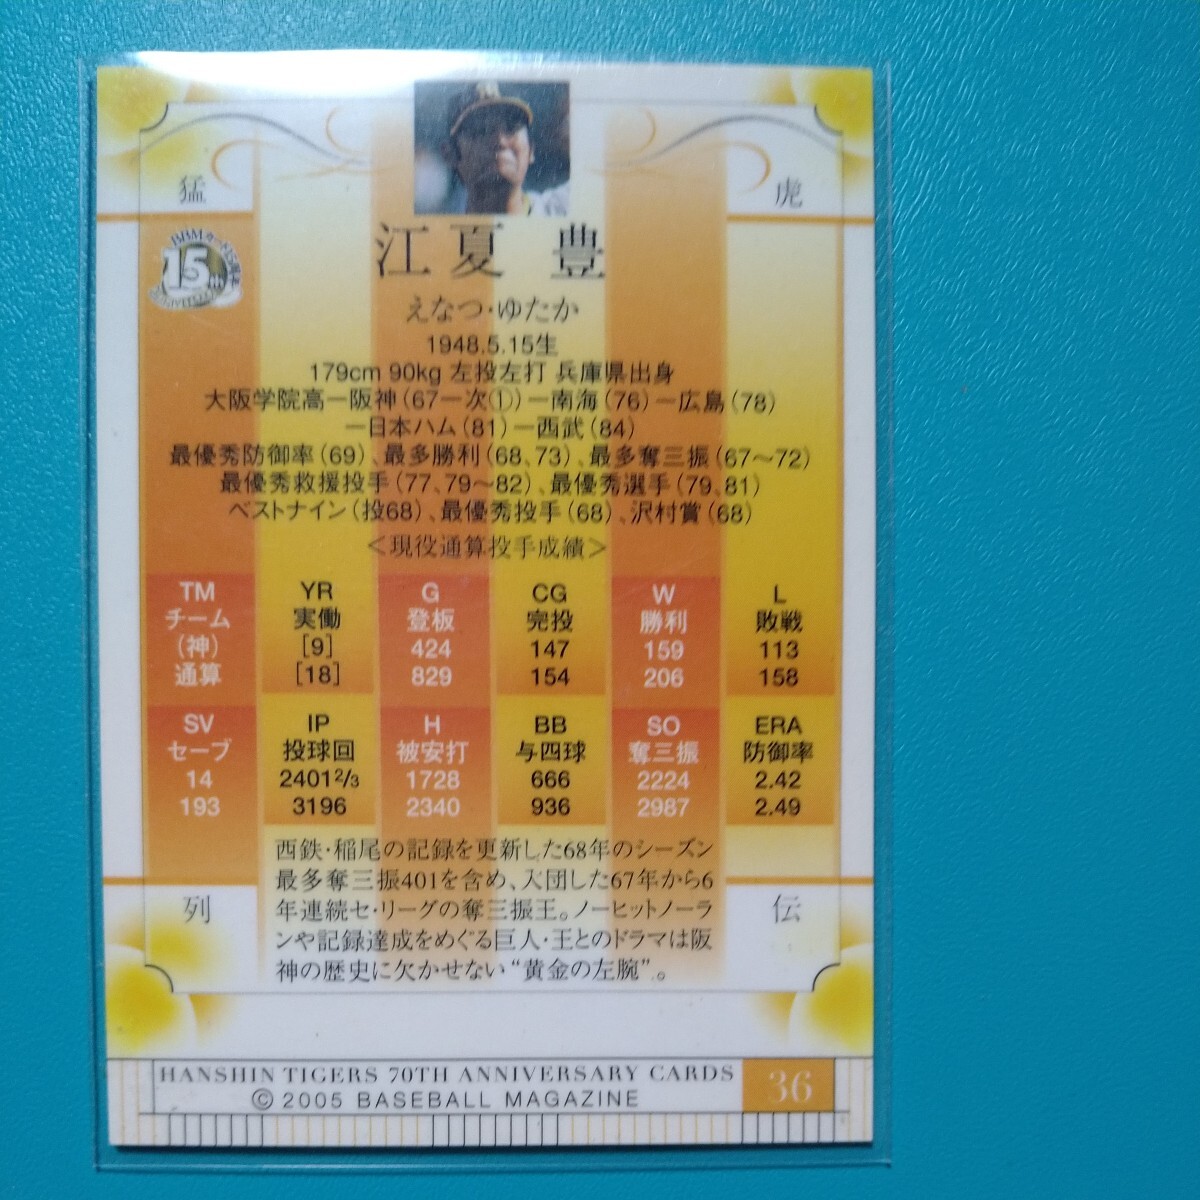 猛 虎
BBMカード15周年
15th
ANNIVERSARY
江夏 豊
えなつ・ゆたか
1948.5.15生
179cm 90kg 左投左打 兵庫県出身
大阪学院高－阪神(67－次①)－南海(76)－広島(78)
－日本ハム(81)－西武(84)
最優秀防御率(69)、最多勝利(68、73)、最多奪三振(67～72)
最優秀救援投手(77、79～82)、最優秀選手(79、81)
ベストナイン(投68)、最優秀投手(68)、沢村賞(68)
＜現役通算投手成績＞
TM YR G CG W L
チーム 実働 登板 完投 勝利 敗戦
(神) [9] 424 147 159 113
通算 [18] 829 154 206 158
SV IP H BB SO ERA
セーブ 投球回 被安打 与四球 奪三振 防御率
14 2401 2/3 1728 666 2224 2.42
193 3196 2340 936 2987 2.49
西鉄・稲尾の記録を更新した68年のシーズン
最多奪三振401を含め、入団した67年から6
年連続セ・リーグの奪三振王。ノーヒットノーラ
ンや記録達成をめぐる巨人・王とのドラマは阪
神の歴史に欠かせない“黄金の左腕”。
列 伝
HANSHIN TIGERS 70TH ANNIVERSARY CARDS
© 2005 BASEBALL MAGAZINE
36